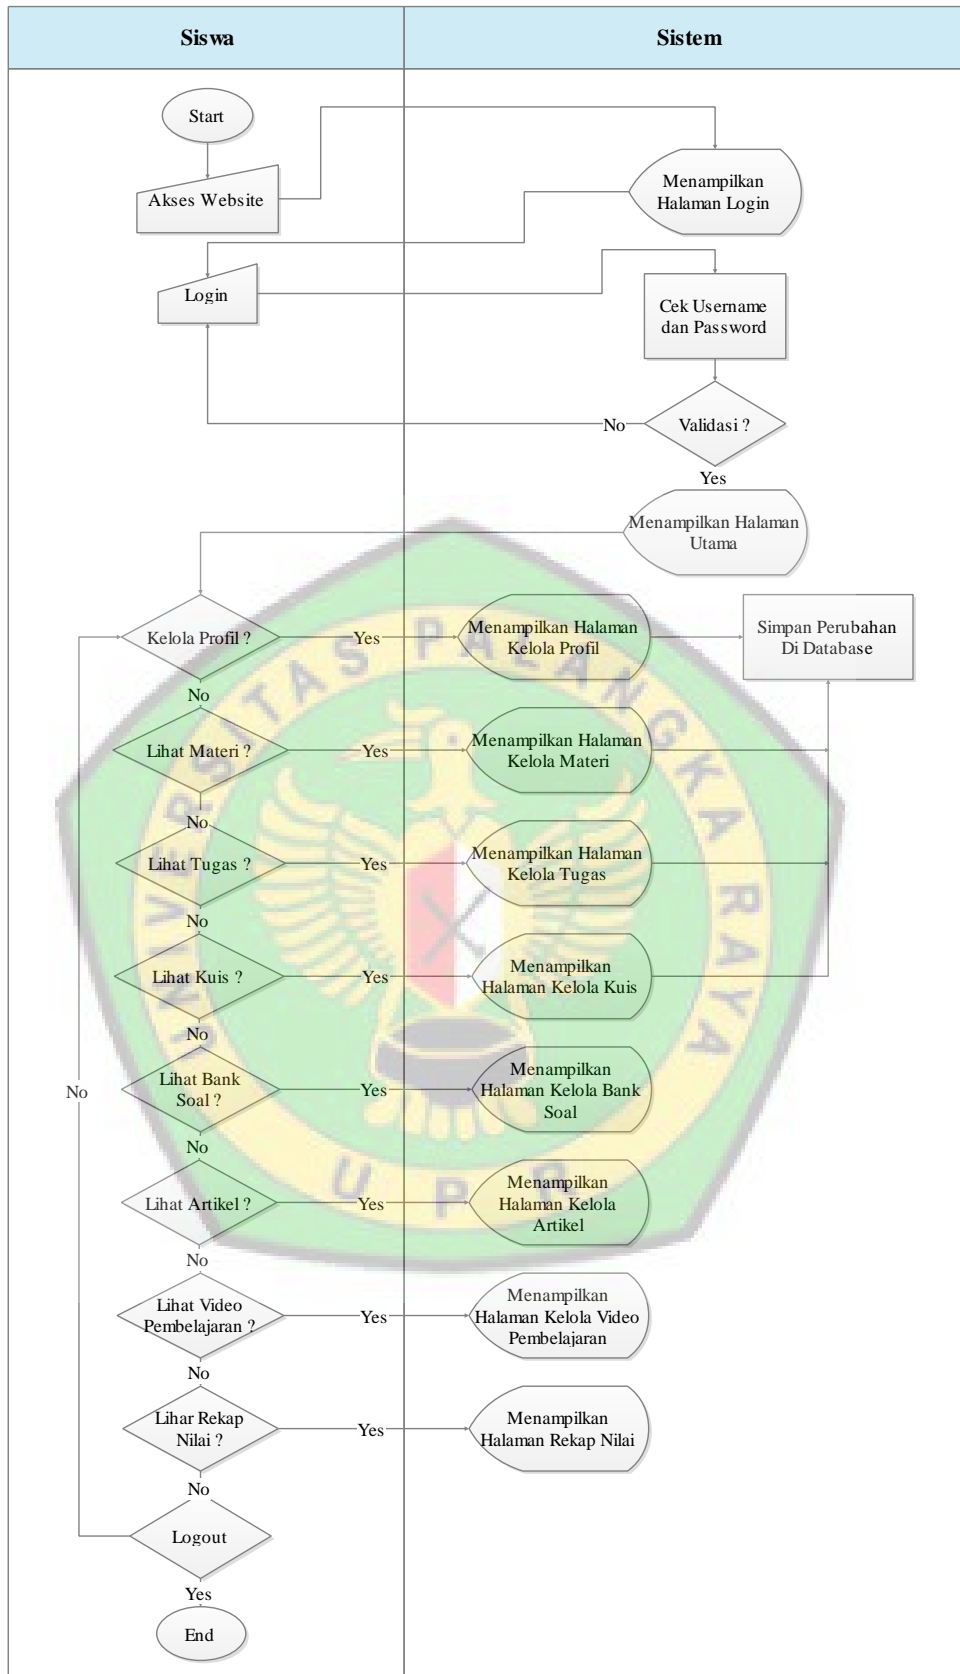 Siswa
Sistem
Start
Akses Website
Menampilkan
Halaman Login
Login
Cek Username
dan Password
No
Validasi ?
Yes
Menampilkan Halaman
Utama
Kelola Profil ?
Yes
Menampilkan Halaman
Kelola Profil
Simpan Perubahan
Di Database
No
Lihat Materi ?
Yes
Menampilkan Halaman
Kelola Materi
No
Lihat Tugas ?
Yes
Menampilkan Halaman
Kelola Tugas
No
Lihat Kuis ?
Yes
Menampilkan
Halaman Kelola Kuis
No
Lihat Bank
Soal ?
Yes
Menampilkan
Halaman Kelola Bank
Soal
No
No
Lihat Artikel ?
Yes
Menampilkan
Halaman Kelola
Artikel
No
Lihat Video
Pembelajaran ?
Yes
Menampilkan
Halaman Kelola Video
Pembelajaran
No
Lihar Rekap
Nilai ?
Yes
Menampilkan
Halaman Rekap Nilai
No
Logout
Yes
End
UNIVERSITAS PALANGKA RAYA
UPR